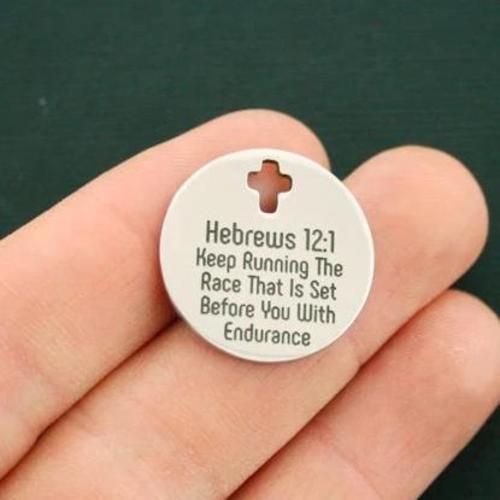 Hebrews 12:1
Keep Running The
Race That Is Set
Before You With
Endurance